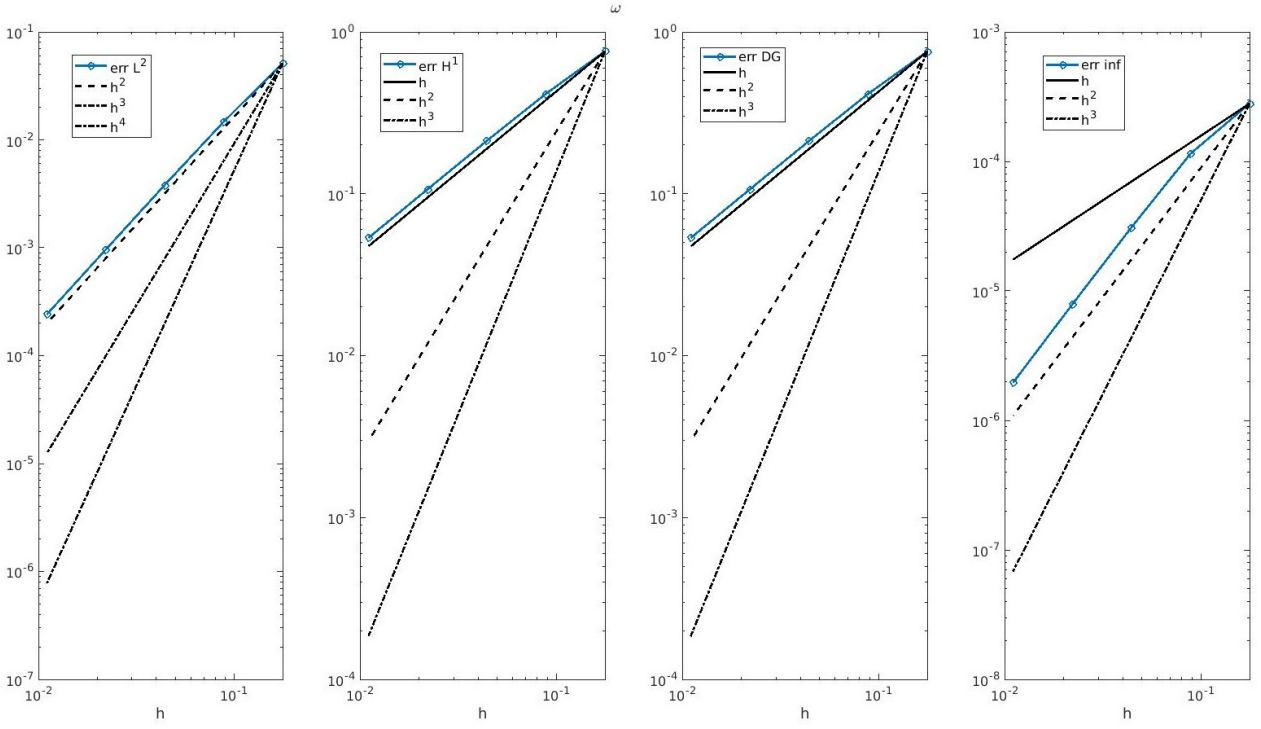 ω
10⁻¹
10⁻²
10⁻³
10⁻⁴
10⁻⁵
10⁻⁶
10⁻⁷
err L²
h²
h³
h⁴
10⁻² 10⁻¹
h
10⁰
10⁻¹
10⁻²
10⁻³
10⁻⁴
err H¹
h
h²
h³
10⁻² 10⁻¹
h
10⁰
10⁻¹
10⁻²
10⁻³
10⁻⁴
err DG
h
h²
h³
10⁻² 10⁻¹
h
10⁻³
10⁻⁴
10⁻⁵
10⁻⁶
10⁻⁷
10⁻⁸
err inf
h
h²
h³
10⁻² 10⁻¹
h